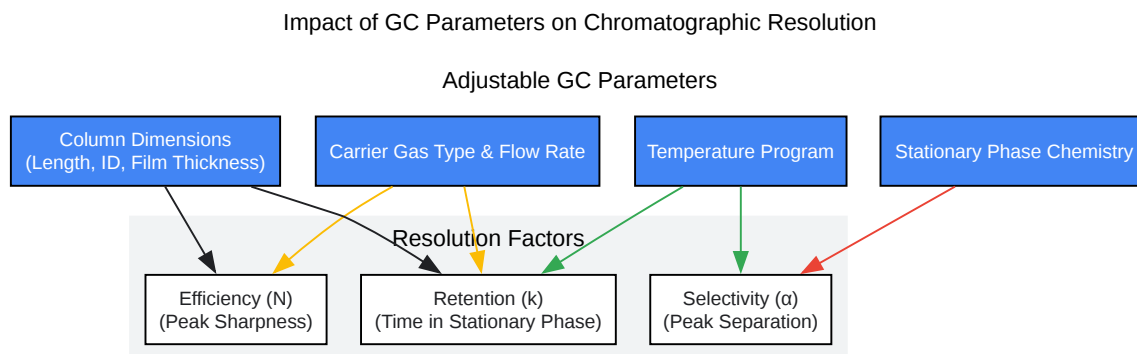 Impact of GC Parameters on Chromatographic Resolution
Adjustable GC Parameters
Column Dimensions
(Length, ID, Film Thickness)
Carrier Gas Type & Flow Rate
Temperature Program
Stationary Phase Chemistry
Resolution Factors
Efficiency (N)
(Peak Sharpness)
Retention (k)
(Time in Stationary Phase)
Selectivity (α)
(Peak Separation)